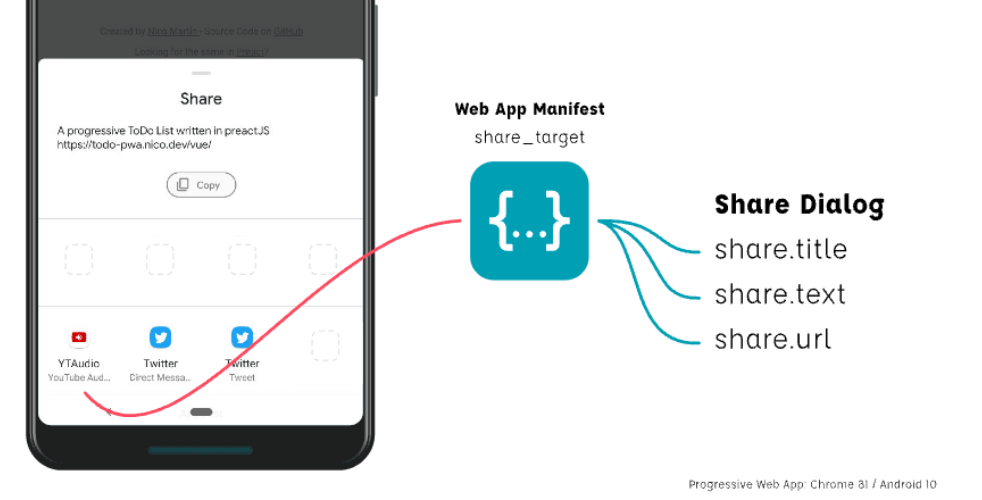 Created by Nico Martin - Source Code on GitHub
Looking for the same in Preact?
Share
A progressive ToDo List written in preactJS
https://todo-pwa.nico.dev/vue/
Copy
YTAudio
YouTube Aud...
Twitter
Direct Messa...
Twitter
Tweet
Web App Manifest
share_target
{...}
Share Dialog
share.title
share.text
share.url
Progressive Web App: Chrome 81 / Android 10